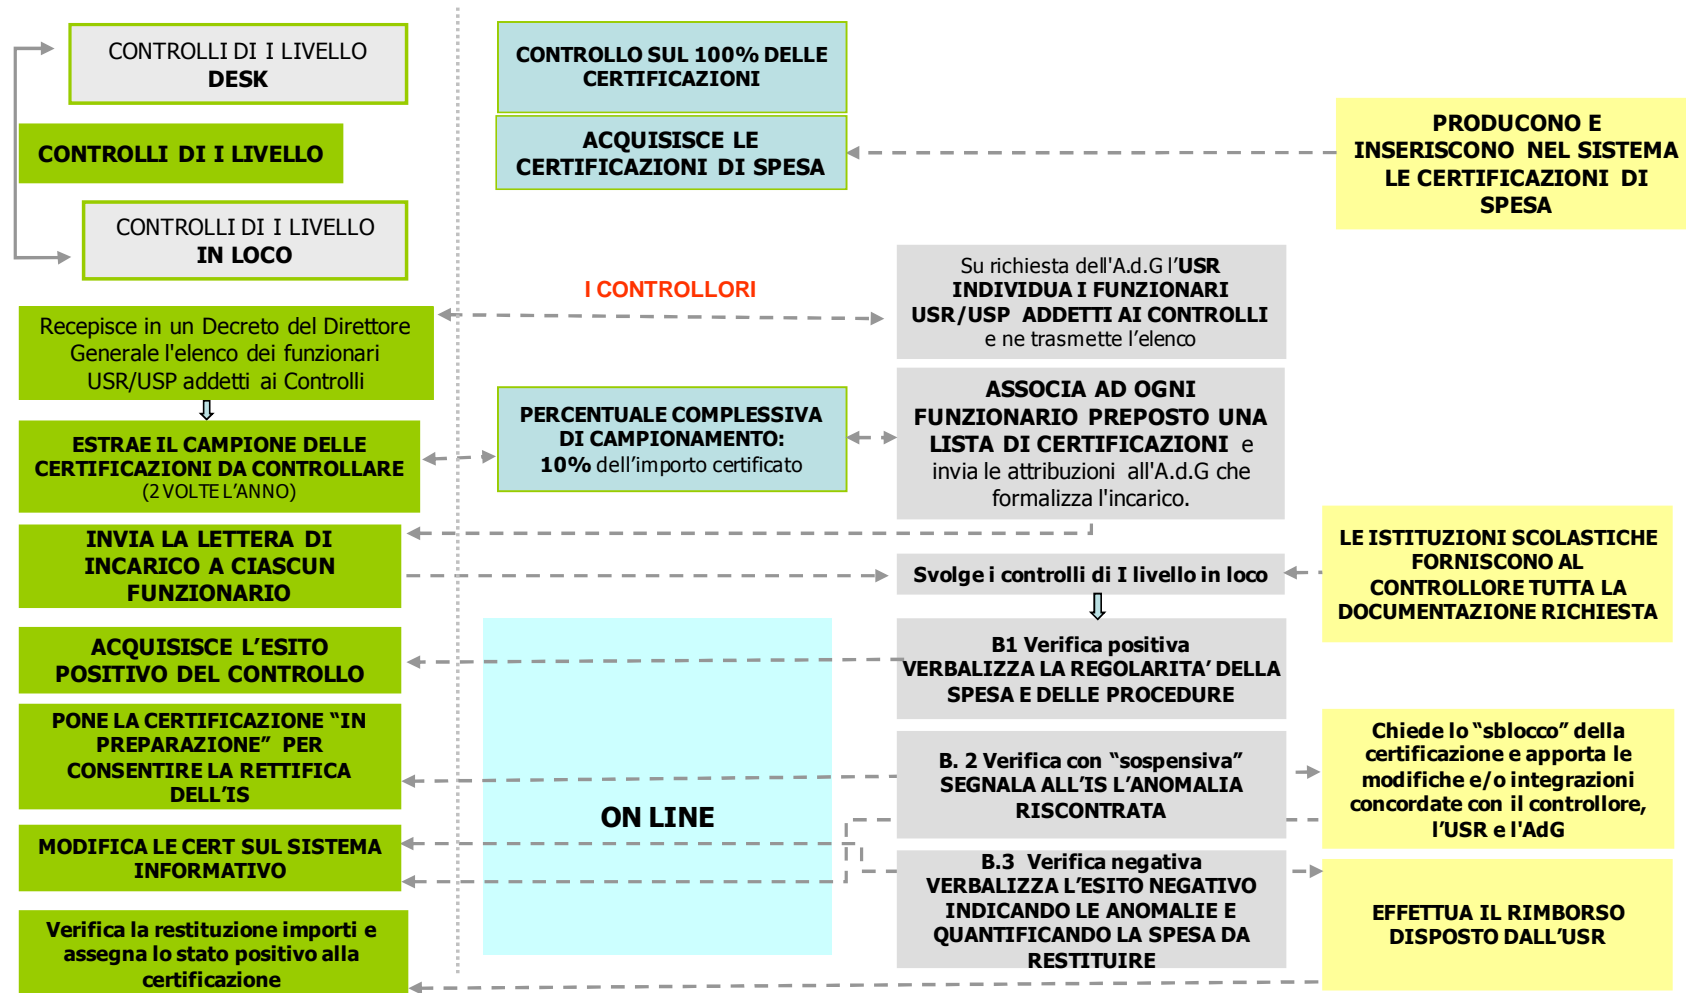 CONTROLLI DI I LIVELLO
DESK
CONTROLLI DI I LIVELLO
CONTROLLI DI I LIVELLO
IN LOCO
CONTROLLO SUL 100% DELLE
CERTIFICAZIONI
ACQUISISCE LE
CERTIFICAZIONI DI SPESA
PRODUCONO E
INSERISCONO NEL SISTEMA
LE CERTIFICAZIONI DI
SPESA
I CONTROLLORI
Su richiesta dell'A.d.G l'USR
INDIVIDUA I FUNZIONARI
USR/USP ADDETTI AI CONTROLLI
e ne trasmette l'elenco
Recepisce in un Decreto del Direttore
Generale l'elenco dei funzionari
USR/USP addetti ai Controlli
ESTRAE IL CAMPIONE DELLE
CERTIFICAZIONI DA CONTROLLARE
(2 VOLTE L'ANNO)
PERCENTUALE COMPLESSIVA
DI CAMPIONAMENTO:
10% dell'importo certificato
ASSOCIA AD OGNI
FUNZIONARIO PREPOSTO UNA
LISTA DI CERTIFICAZIONI e
invia le attribuzioni all'A.d.G che
formalizza l'incarico.
INVIA LA LETTERA DI
INCARICO A CIASCUN
FUNZIONARIO
Svolge i controlli di I livello in loco
LE ISTITUZIONI SCOLASTICHE
FORNISCONO AL
CONTROLLORE TUTTA LA
DOCUMENTAZIONE RICHIESTA
ACQUISISCE L'ESITO
POSITIVO DEL CONTROLLO
B1 Verifica positiva
VERBALIZZA LA REGOLARITA' DELLA
SPESA E DELLE PROCEDURE
PONE LA CERTIFICAZIONE "IN
PREPARAZIONE" PER
CONSENTIRE LA RETTIFICA
DELL'IS
ON LINE
B. 2 Verifica con "sospensiva"
SEGNALA ALL'IS L'ANOMALIA
RISCONTRATA
Chiede lo "sblocco" della
certificazione e apporta le
modifiche e/o integrazioni
concordate con il controllore,
l'USR e l'AdG
MODIFICA LE CERT SUL SISTEMA
INFORMATIVO
B.3 Verifica negativa
VERBALIZZA L'ESITO NEGATIVO
INDICANDO LE ANOMALIE E
QUANTIFICANDO LA SPESA DA
RESTITUIRE
EFFETTUA IL RIMBORSO
DISPOSTO DALL'USR
Verifica la restituzione importi e
assegna lo stato positivo alla
certificazione